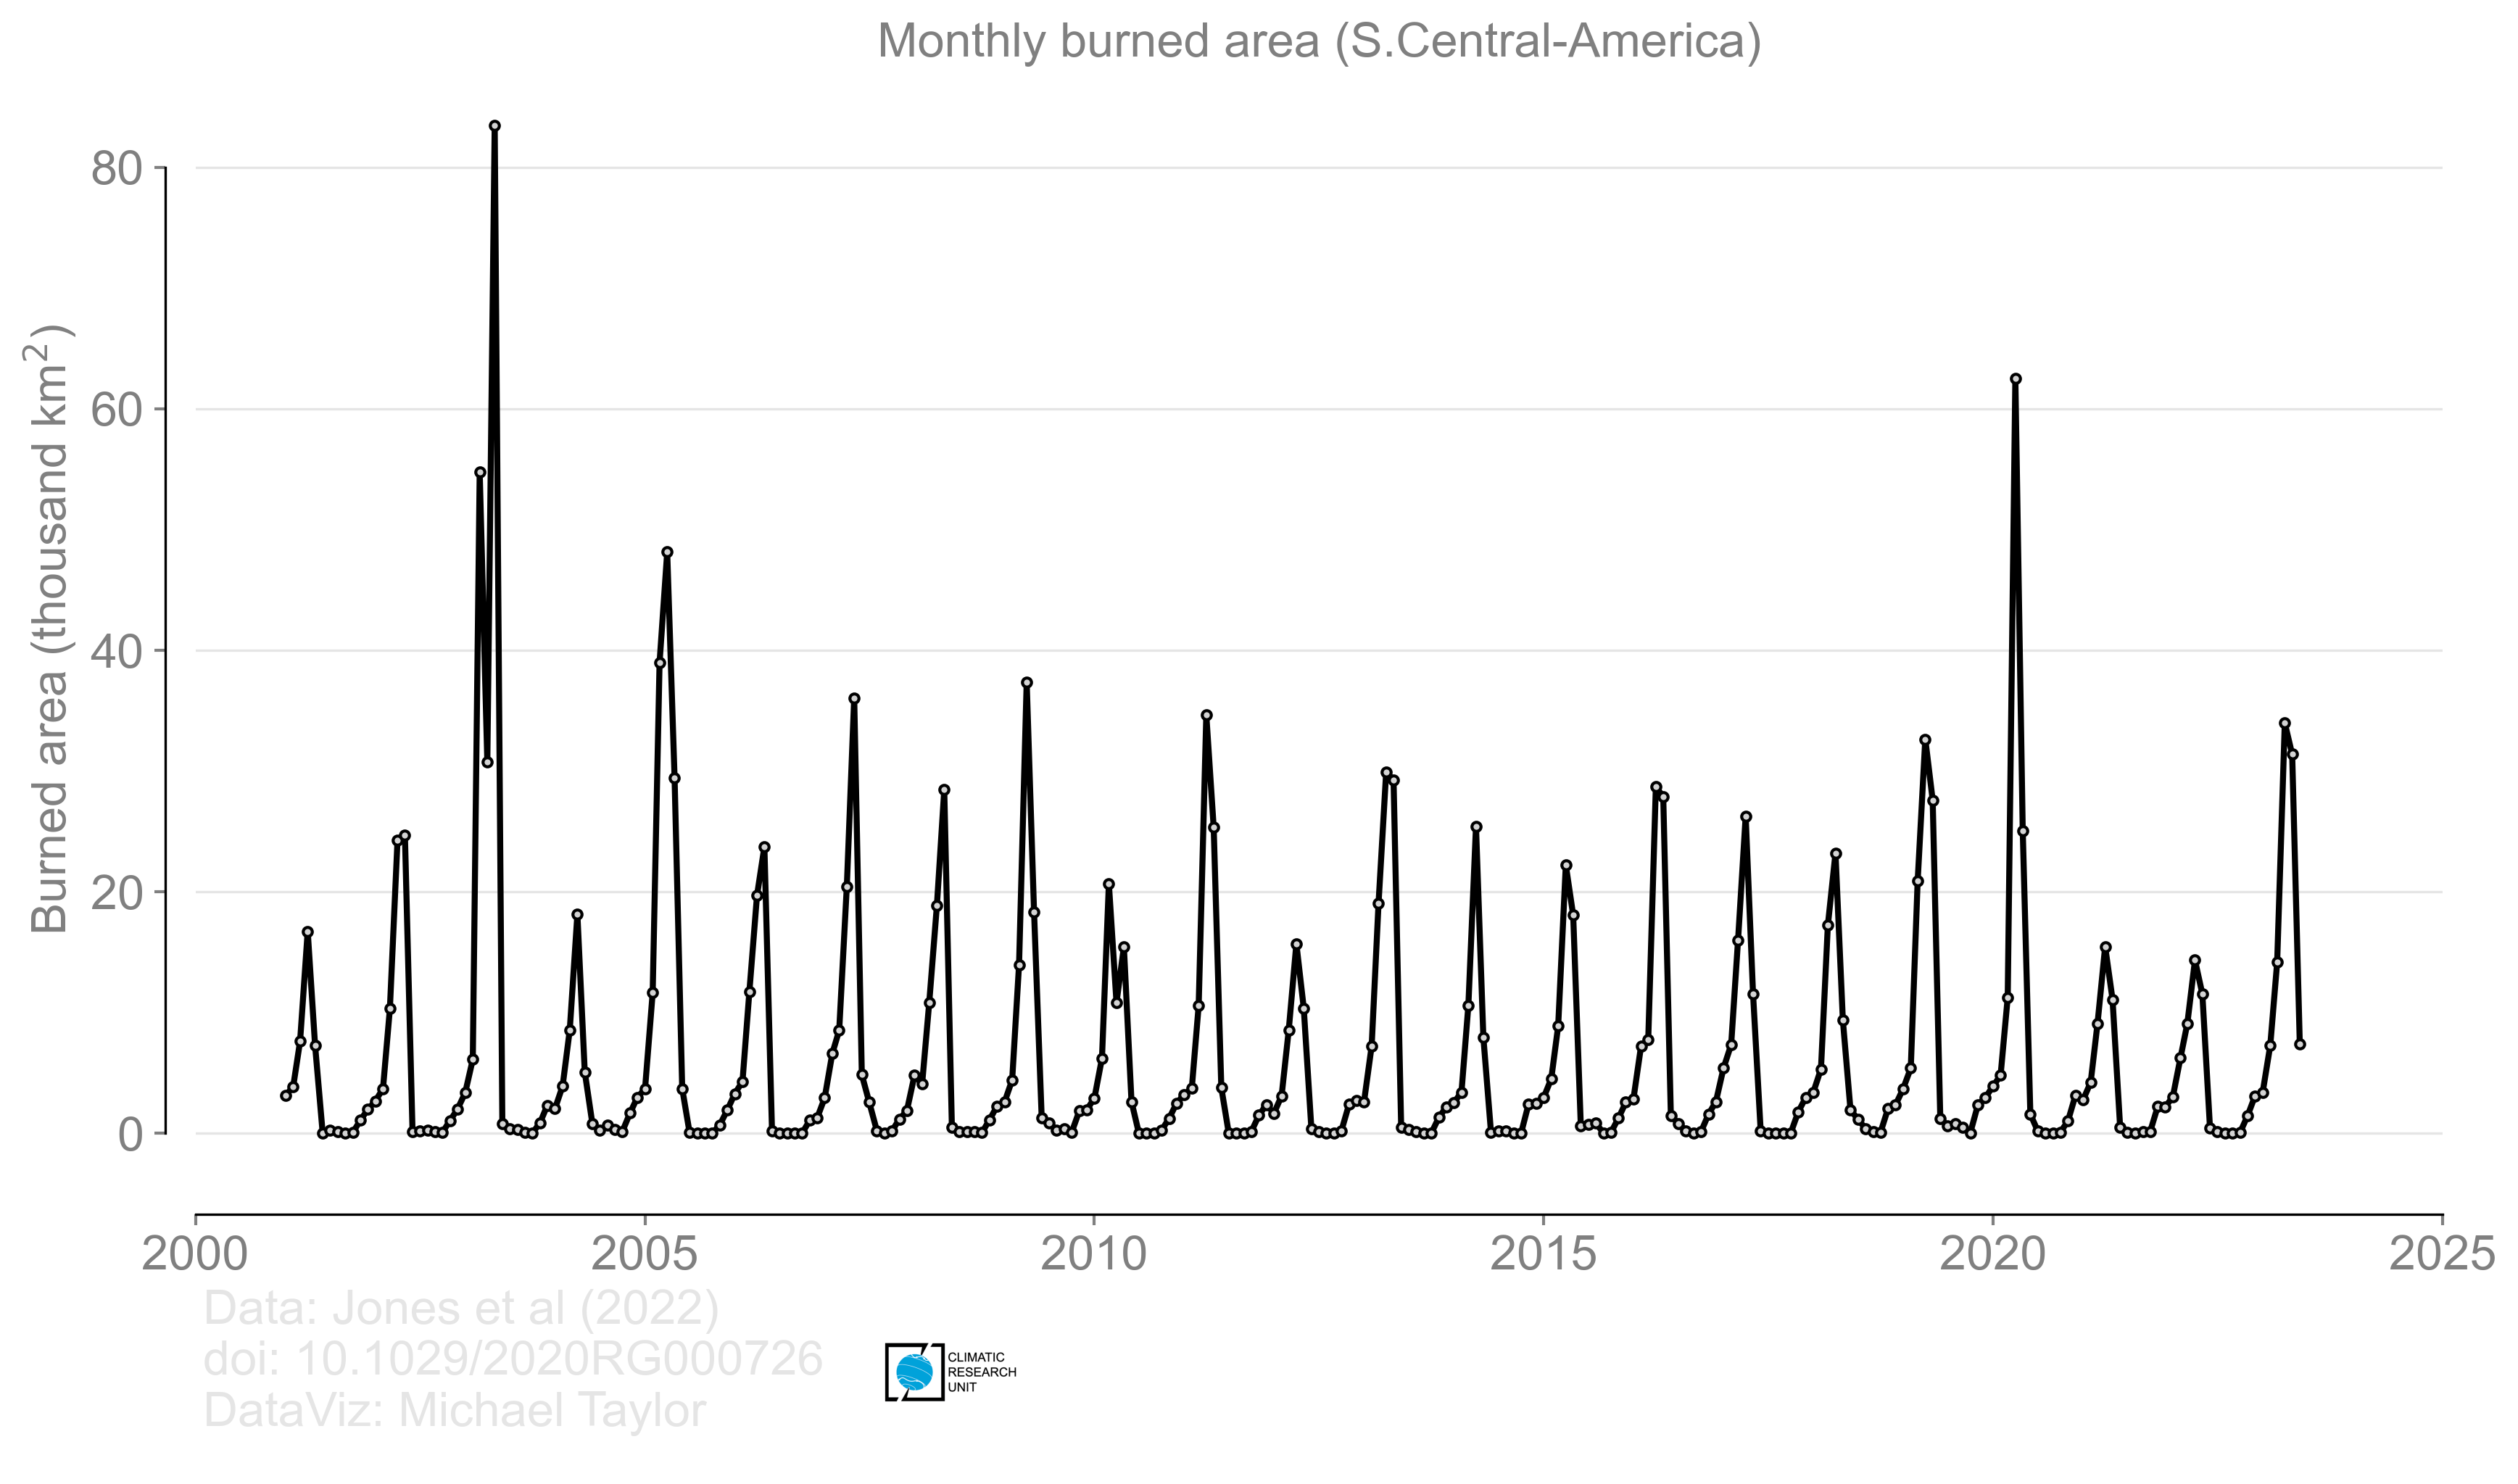 Monthly burned area (S.Central-America)
Burned area (thousand km²)
80
60
40
20
0
2000 2005 2010 2015 2020 2025
Data: Jones et al (2022)
doi: 10.1029/2020RG000726
DataViz: Michael Taylor
CLIMATIC
RESEARCH
UNIT